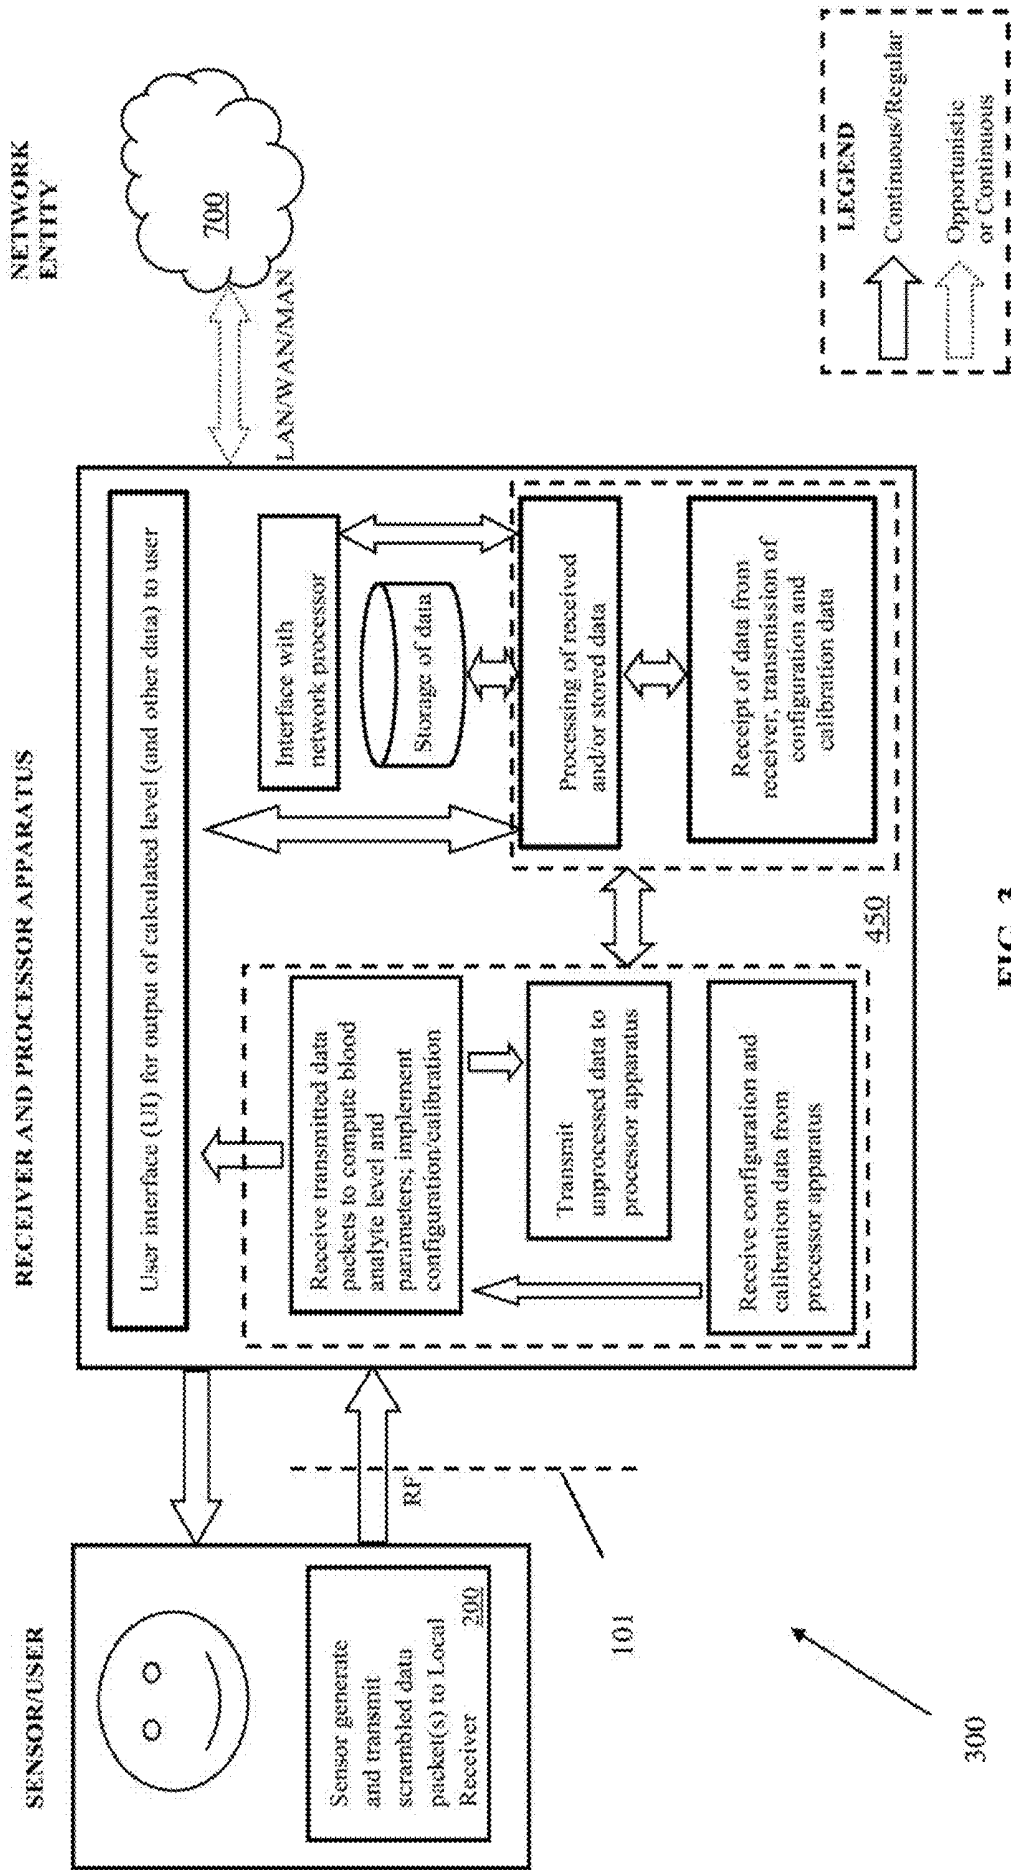 SENSOR/USER
RECEIVER AND PROCESSOR APPARATUS
NETWORK
ENTITY
Sensor generate
and transmit
scrambled data
packet(s) to Local
Receiver
200
RF
101
300
User interface (UI) for output of calculated level (and other data) to user
Receive transmitted data
packets to compute blood
analyte level and
parameters; implement
configuration/calibration
Transmit
unprocessed data to
processor apparatus
Receive configuration and
calibration data from
processor apparatus
Interface with
network processor
Storage of data
Processing of received
and/or stored data
Receipt of data from
receiver, transmission of
configuration and
calibration data
450
LAN/WAN/MAN
700
LEGEND
Continuous/Regular
Opportunistic
or Continuous
FIG.